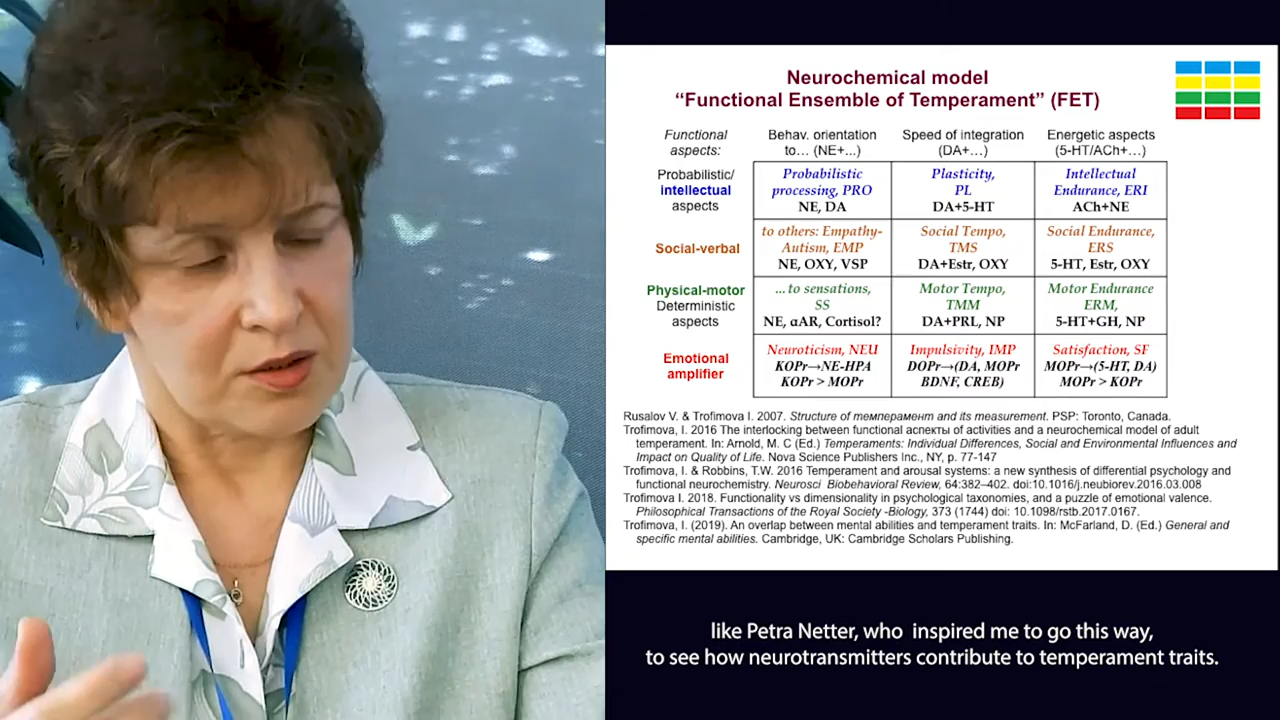 Neurochemical model
“Functional Ensemble of Temperament” (FET)
Functional aspects:
Behav. orientation to… (NE+...)
Speed of integration (DA+…)
Energetic aspects (5-HT/ACh+…)
Probabilistic/ intellectual aspects
Probabilistic processing, PRO
NE, DA
Plasticity, PL
DA+5-HT
Intellectual Endurance, ERI
ACh+NE
Social-verbal
to others: Empathy-Autism, EMP
NE, OXY, VSP
Social Tempo, TMS
DA+Estr, OXY
Social Endurance, ERS
5-HT, Estr, OXY
Physical-motor
Deterministic aspects
...to sensations, SS
NE, αAR, Cortisol?
Motor Tempo, TMM
DA+PRL, NP
Motor Endurance ERM,
5-HT+GH, NP
Emotional amplifier
Neuroticism, NEU
KOPr→NE-HPA
KOPr > MOPr
Impulsivity, IMP
DOPr→(DA, MOPr
BDNF, CREB)
Satisfaction, SF
MOPr→(5-HT, DA)
MOPr > KOPr
Rusalov V. & Trofimova I. 2007. Structure of темперамент and its measurement. PSP: Toronto, Canada.
Trofimova, I. 2016 The interlocking between functional аспекты of activities and a neurochemical model of adult
temperament. In: Arnold, M. C (Ed.) Temperaments: Individual Differences, Social and Environmental Influences and
Impact on Quality of Life. Nova Science Publishers Inc., NY, p. 77-147
Trofimova, I. & Robbins, T.W. 2016 Temperament and arousal systems: a new synthesis of differential psychology and
functional neurochemistry. Neurosci Biobehavioral Review, 64:382–402. doi:10.1016/j.neubiorev.2016.03.008
Trofimova I. 2018. Functionality vs dimensionality in psychological taxonomies, and a puzzle of emotional valence.
Philosophical Transactions of the Royal Society -Biology, 373 (1744) doi: 10.1098/rstb.2017.0167.
Trofimova, I. (2019). An overlap between mental abilities and temperament traits. In: McFarland, D. (Ed.) General and
specific mental abilities. Cambridge, UK: Cambridge Scholars Publishing.
like Petra Netter, who inspired me to go this way,
to see how neurotransmitters contribute to temperament traits.